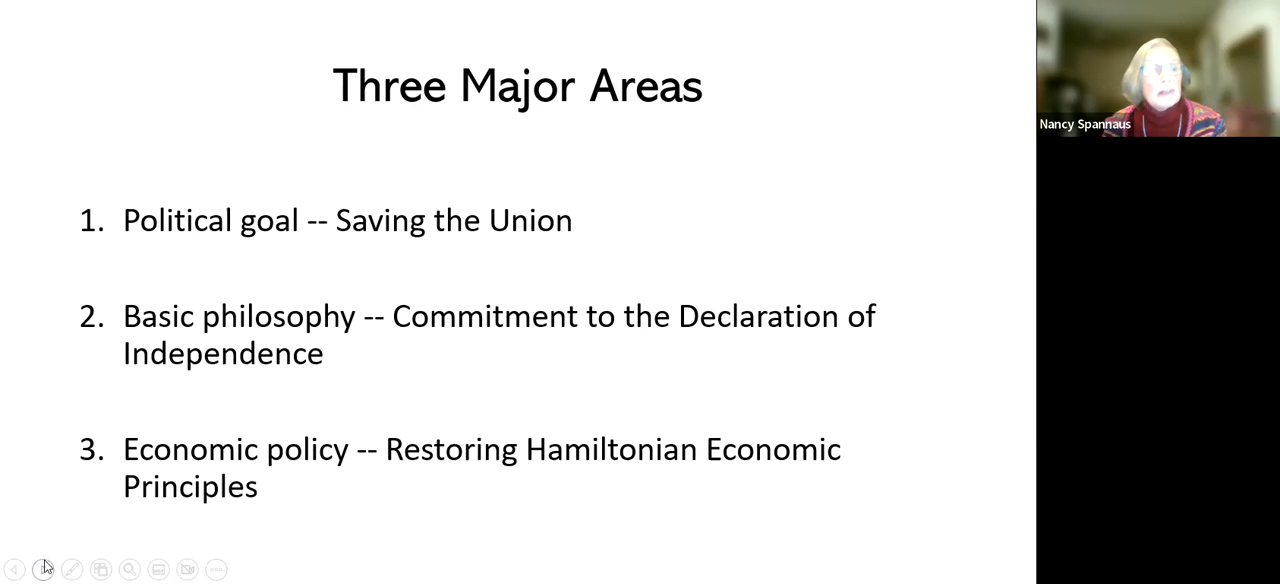 Three Major Areas
1. Political goal -- Saving the Union
2. Basic philosophy -- Commitment to the Declaration of
Independence
3. Economic policy -- Restoring Hamiltonian Economic
Principles
Nancy Spannaus